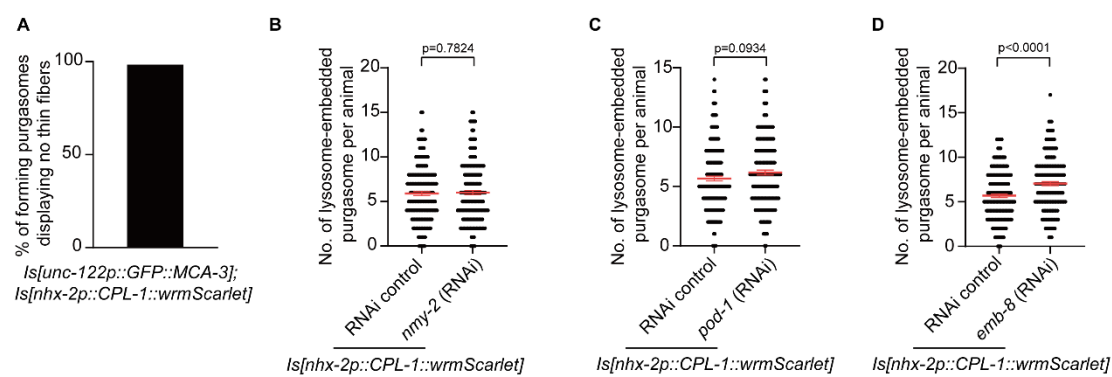 A
% of forming purgasomes
displaying no thin fibers
100
50
0
Is[unc-122p::GFP::MCA-3];
Is[nhx-2p::CPL-1::wrmScarlet]
B
p=0.7824
No. of lysosome-embedded
purgasome per animal
20
15
10
5
0
RNAi control
nmy-2 (RNAi)
Is[nhx-2p::CPL-1::wrmScarlet]
C
p=0.0934
No. of lysosome-embedded
purgasome per animal
15
10
5
0
RNAi control
pod-1 (RNAi)
Is[nhx-2p::CPL-1::wrmScarlet]
D
p<0.0001
No. of lysosome-embedded
purgasome per animal
20
15
10
5
0
RNAi control
emb-8 (RNAi)
Is[nhx-2p::CPL-1::wrmScarlet]